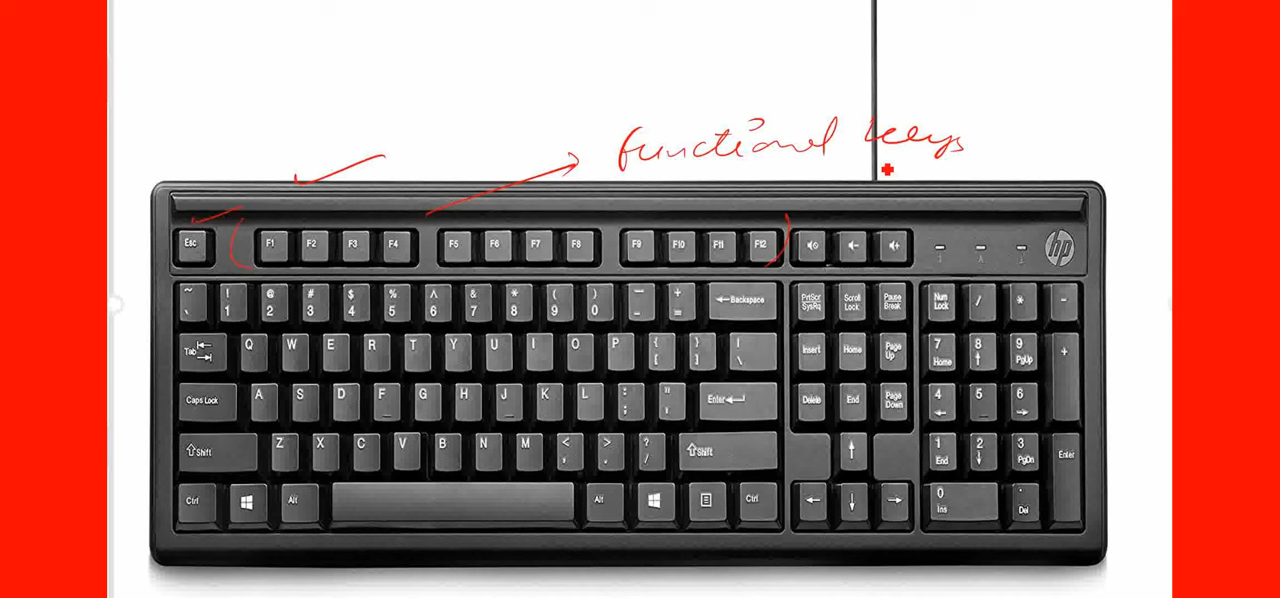 functional keys
Esc F1 F2 F3 F4 F5 F6 F7 F8 F9 F10 F11 F12 hp
~ ! @ # $ % ^ & * ( ) _ + Backspace PrtScr SysRq Scroll Lock Pause Break Num Lock / * -
` 1 2 3 4 5 6 7 8 9 0 - =
Tab Q W E R T Y U I O P { [ } ] | \ Insert Home Page Up 7 Home 8 ↑ 9 PgUp +
Caps Lock A S D F G H J K L : ; " ' Enter Delete End Page Down 4 ← 5 6 →
⇧Shift Z X C V B N M < , > . ? / ⇧Shift ↑ 1 End 2 ↓ 3 PgDn Enter
Ctrl Alt Alt Ctrl ← ↓ → 0 Ins . Del